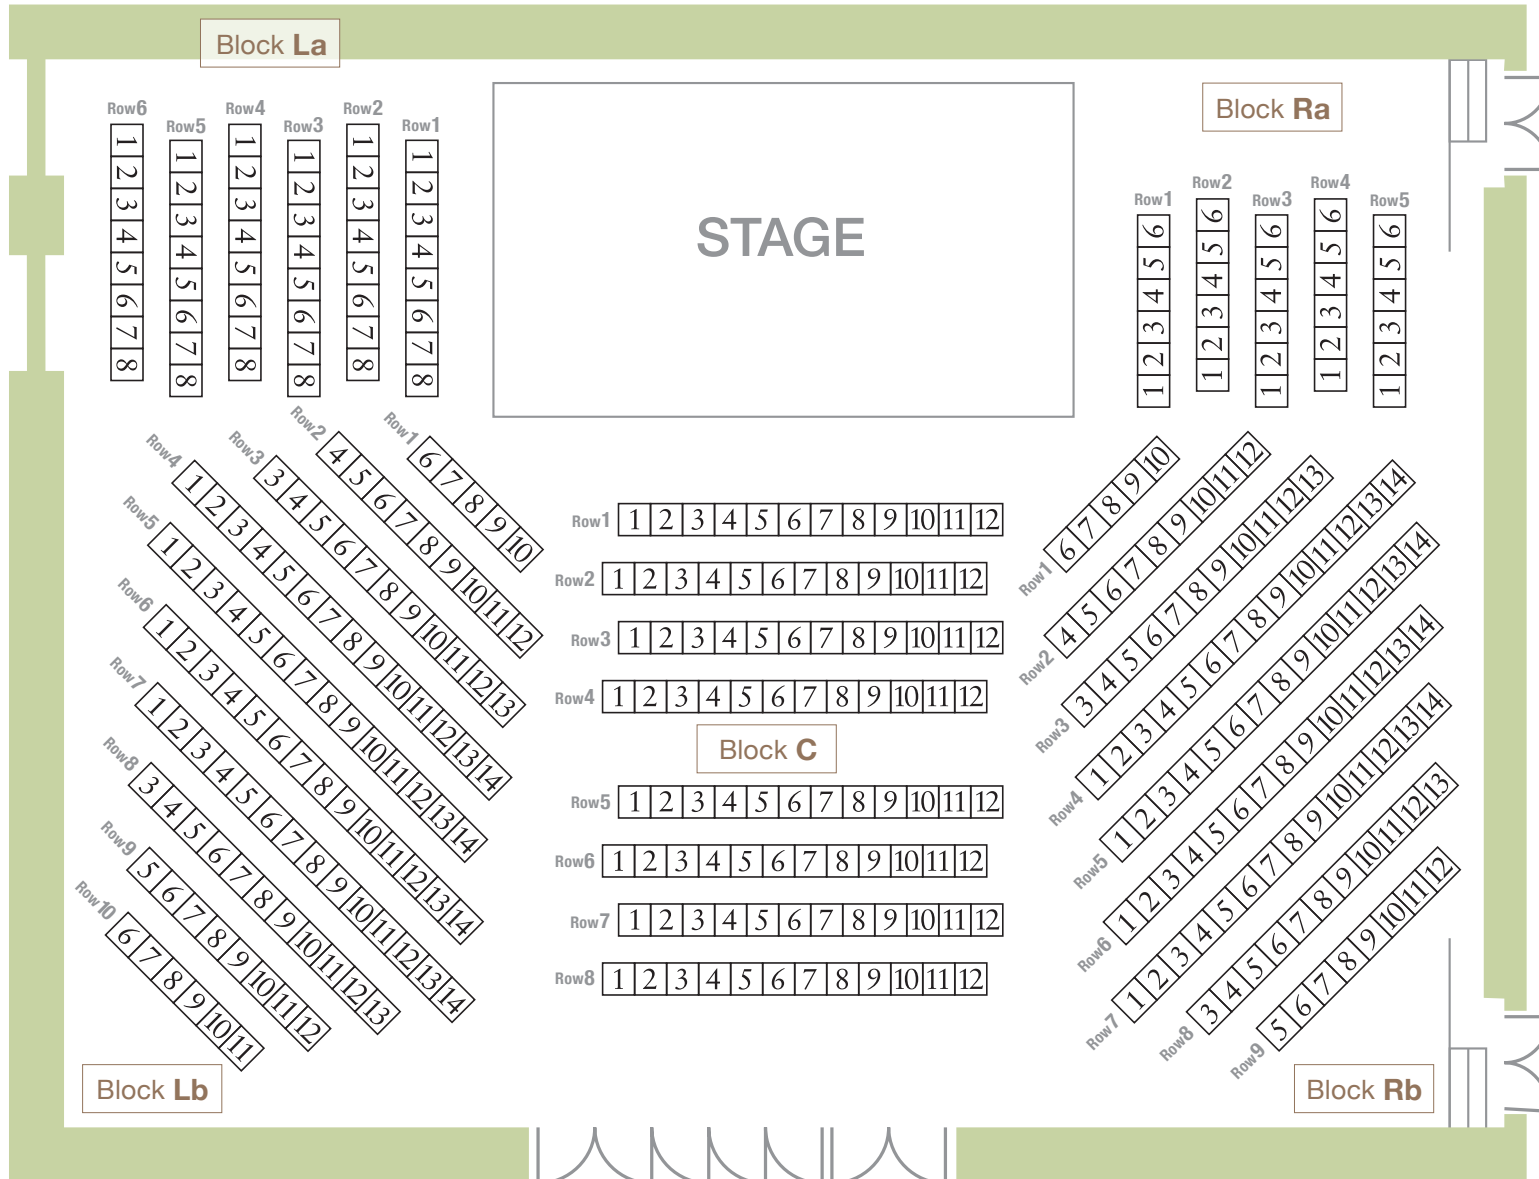 Block La
Block Ra
STAGE
Row6
1 2 3 4 5 6 7 8
Row5
1 2 3 4 5 6 7 8
Row4
1 2 3 4 5 6 7 8
Row3
1 2 3 4 5 6 7 8
Row2
1 2 3 4 5 6 7 8
Row1
1 2 3 4 5 6 7 8
Row1
1 2 3 4 5 6
Row2
1 2 3 4 5 6
Row3
1 2 3 4 5 6
Row4
1 2 3 4 5 6
Row5
1 2 3 4 5 6
Row1 6 7 8 9 10
Row2 4 5 6 7 8 9 10 11 12
Row3 3 4 5 6 7 8 9 10 11 12 13
Row4 1 2 3 4 5 6 7 8 9 10 11 12 13 14
Row5 1 2 3 4 5 6 7 8 9 10 11 12 13 14
Row6 1 2 3 4 5 6 7 8 9 10 11 12 13 14
Row7 1 2 3 4 5 6 7 8 9 10 11 12 13 14
Row8 3 4 5 6 7 8 9 10 11 12 13
Row9 5 6 7 8 9 10 11 12
Row10 6 7 8 9 10 11
Block Lb
Row1 1 2 3 4 5 6 7 8 9 10 11 12
Row2 1 2 3 4 5 6 7 8 9 10 11 12
Row3 1 2 3 4 5 6 7 8 9 10 11 12
Row4 1 2 3 4 5 6 7 8 9 10 11 12
Block C
Row5 1 2 3 4 5 6 7 8 9 10 11 12
Row6 1 2 3 4 5 6 7 8 9 10 11 12
Row7 1 2 3 4 5 6 7 8 9 10 11 12
Row8 1 2 3 4 5 6 7 8 9 10 11 12
Row1 6 7 8 9 10
Row2 4 5 6 7 8 9 10 11 12
Row3 3 4 5 6 7 8 9 10 11 12 13
Row4 1 2 3 4 5 6 7 8 9 10 11 12 13 14
Row5 1 2 3 4 5 6 7 8 9 10 11 12 13 14
Row6 1 2 3 4 5 6 7 8 9 10 11 12 13 14
Row7 1 2 3 4 5 6 7 8 9 10 11 12 13 14
Row8 3 4 5 6 7 8 9 10 11 12 13
Row9 5 6 7 8 9 10 11 12
Block Rb